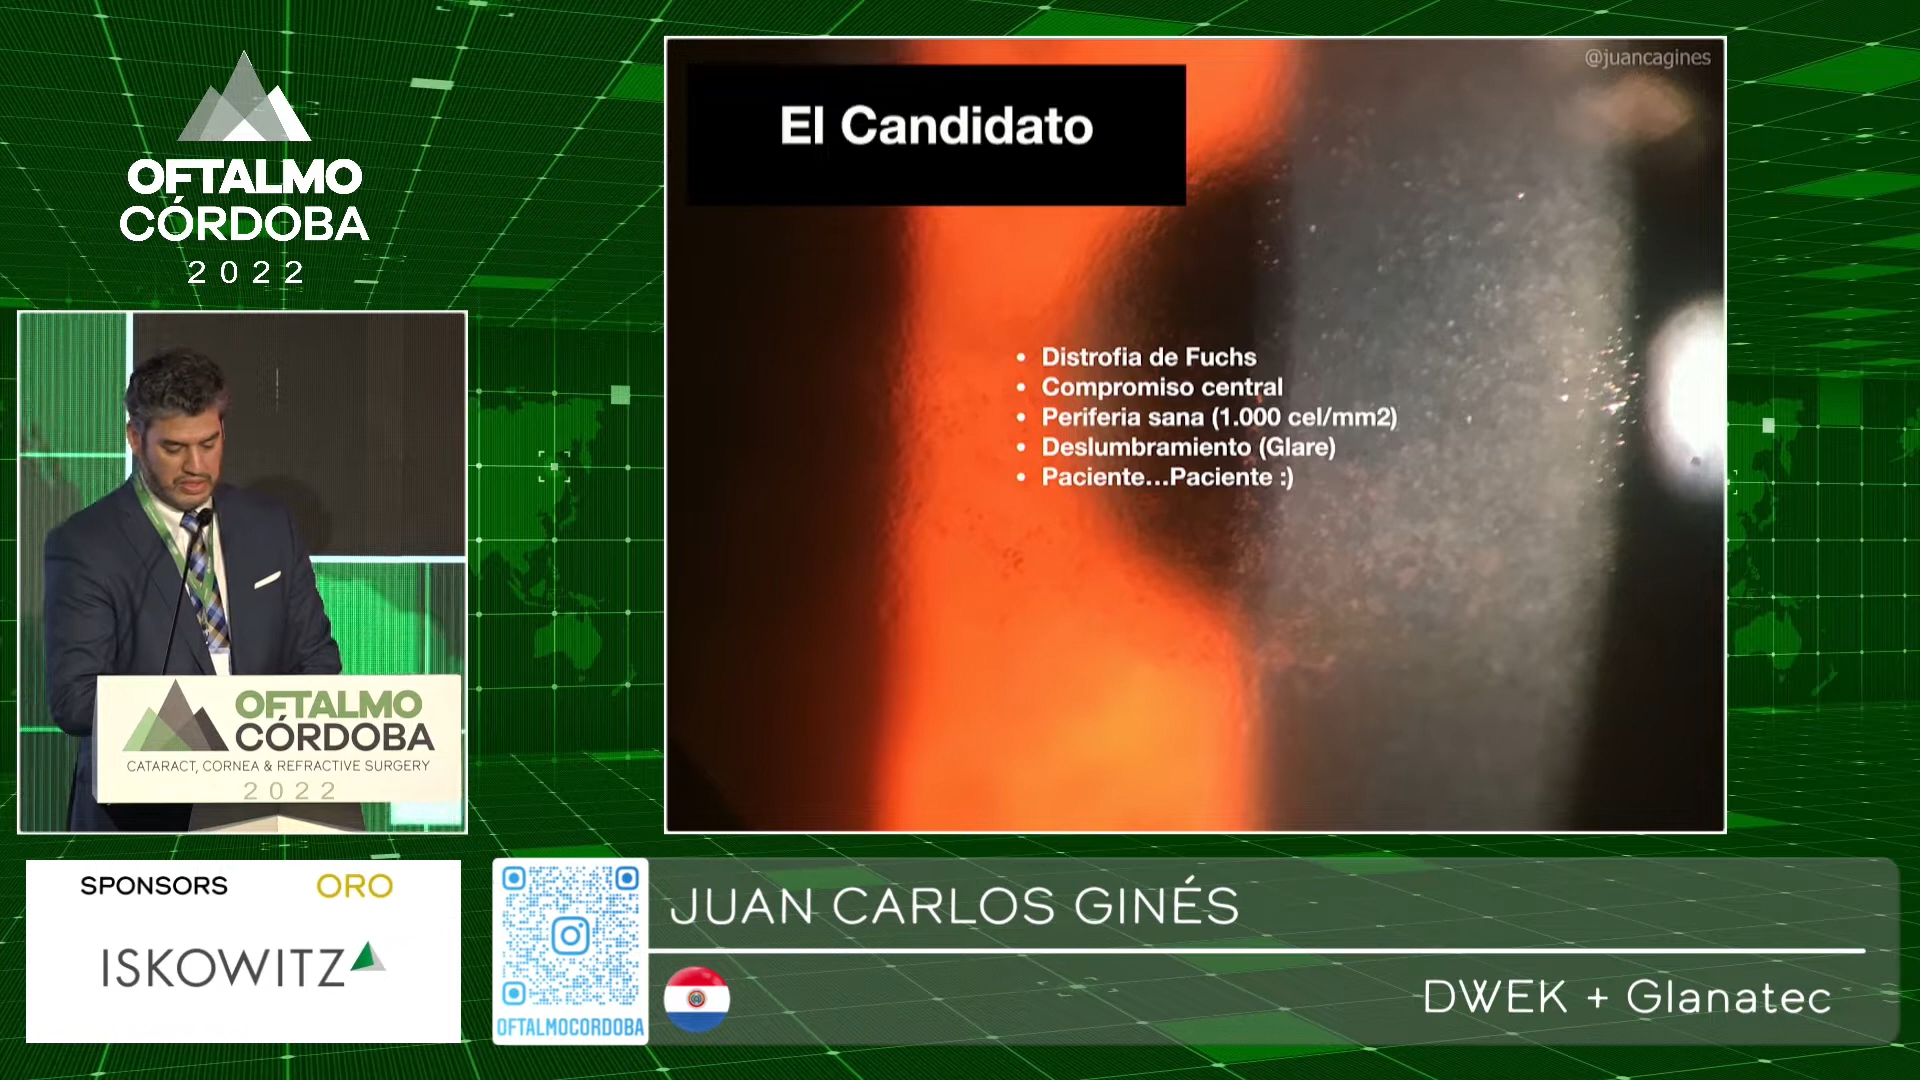 OFTALMO
CÓRDOBA
2022
@juancagines
El Candidato
• Distrofia de Fuchs
• Compromiso central
• Periferia sana (1.000 cel/mm2)
• Deslumbramiento (Glare)
• Paciente...Paciente :)
OFTALMO
CÓRDOBA
CATARACT, CORNEA & REFRACTIVE SURGERY
2022
SPONSORS ORO
ISKOWITZ
OFTALMOCORDOBA
JUAN CARLOS GINÉS
DWEK + Glanatec